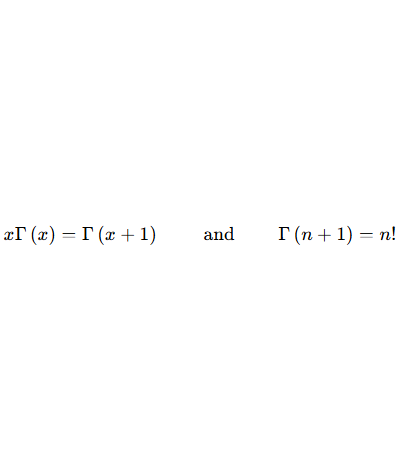 xΓ(x) = Γ(x + 1) and Γ(n + 1) = n!